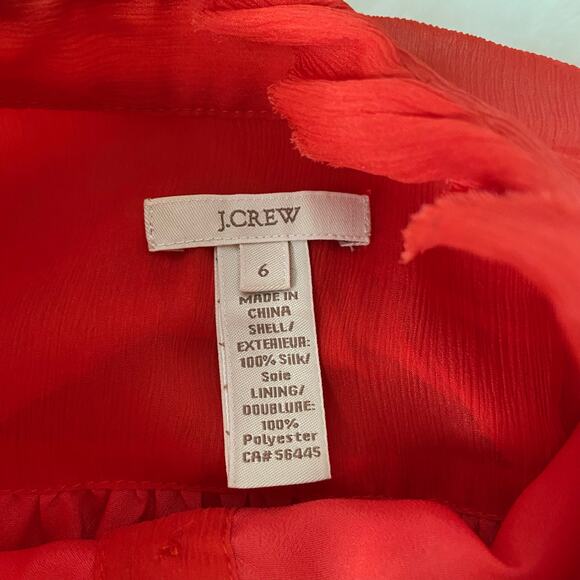 J.CREW
6
MADE IN
CHINA
SHELL/
EXTERIEUR:
100% Silk/
Soie
LINING/
DOUBLURE:
100%
Polyester
CA# 56445